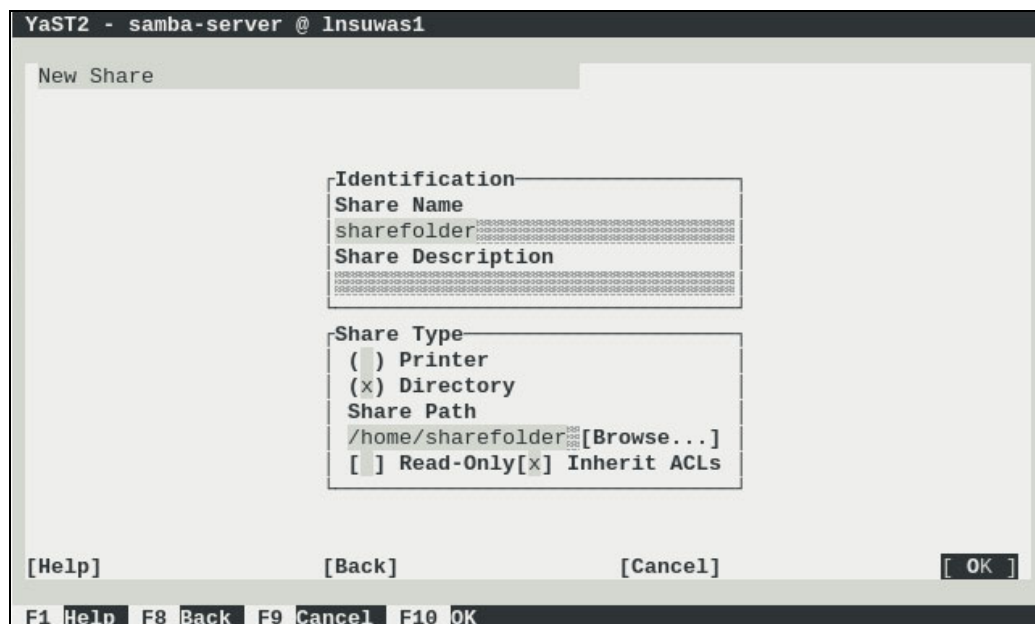 YaST2 - samba-server @ lnsuwas1
New Share
Identification
Share Name
sharefolder
Share Description
Share Type
( ) Printer
(x) Directory
Share Path
/home/sharefolder [Browse...]
[ ] Read-Only[x] Inherit ACLs
[Help] [Back] [Cancel] [ OK ]
F1 Help F8 Back F9 Cancel F10 OK